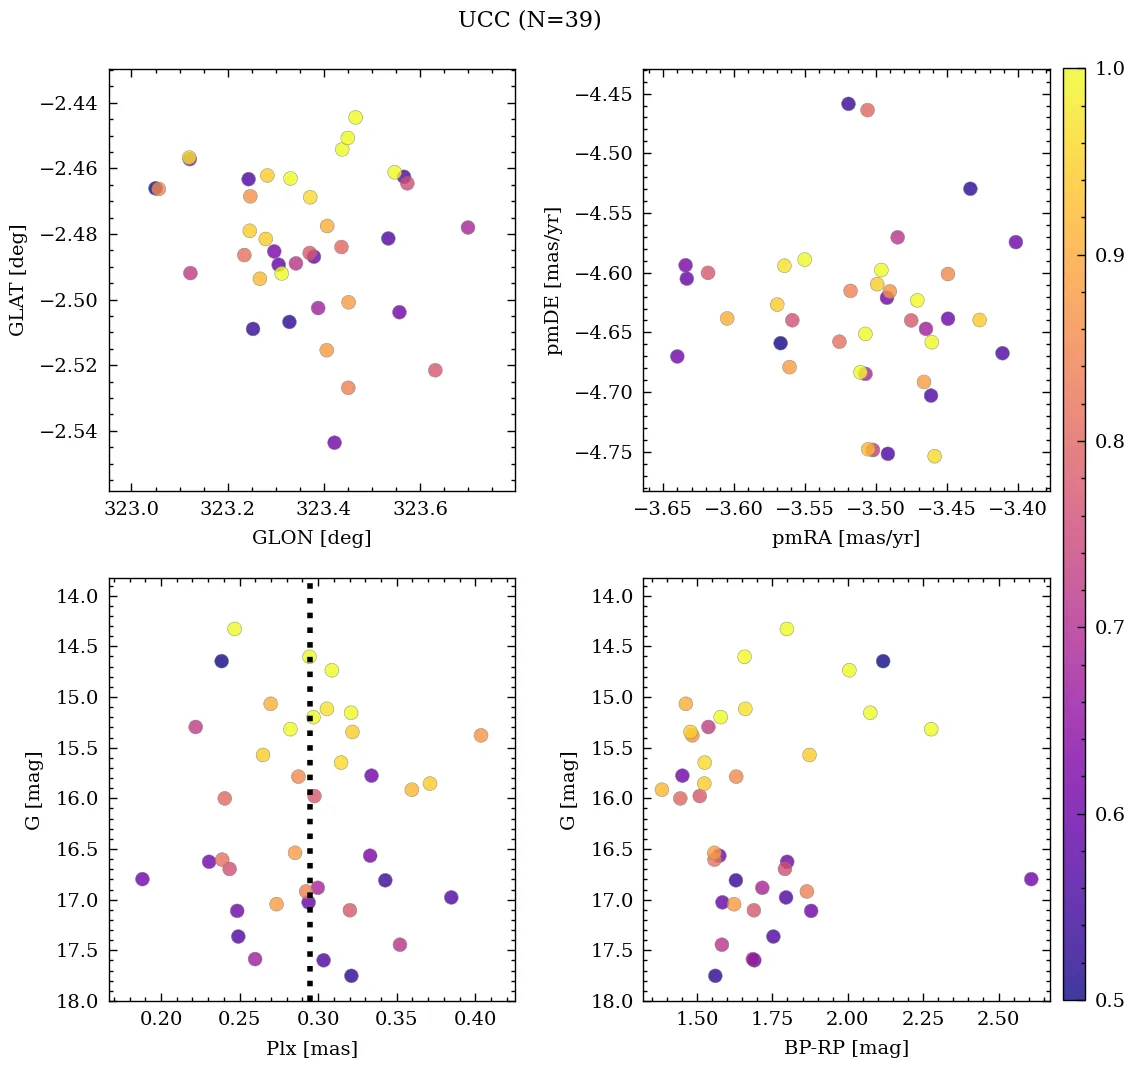 UCC (N=39)
−2.44
−2.46
−2.48
−2.50
−2.52
−2.54
GLAT [deg]
323.0 323.2 323.4 323.6
GLON [deg]
−4.45
−4.50
−4.55
−4.60
−4.65
−4.70
−4.75
pmDE [mas/yr]
−3.65 −3.60 −3.55 −3.50 −3.45 −3.40
pmRA [mas/yr]
1.0
0.9
0.8
0.7
0.6
0.5
14.0
14.5
15.0
15.5
16.0
16.5
17.0
17.5
18.0
G [mag]
0.20 0.25 0.30 0.35 0.40
Plx [mas]
14.0
14.5
15.0
15.5
16.0
16.5
17.0
17.5
18.0
G [mag]
1.50 1.75 2.00 2.25 2.50
BP-RP [mag]